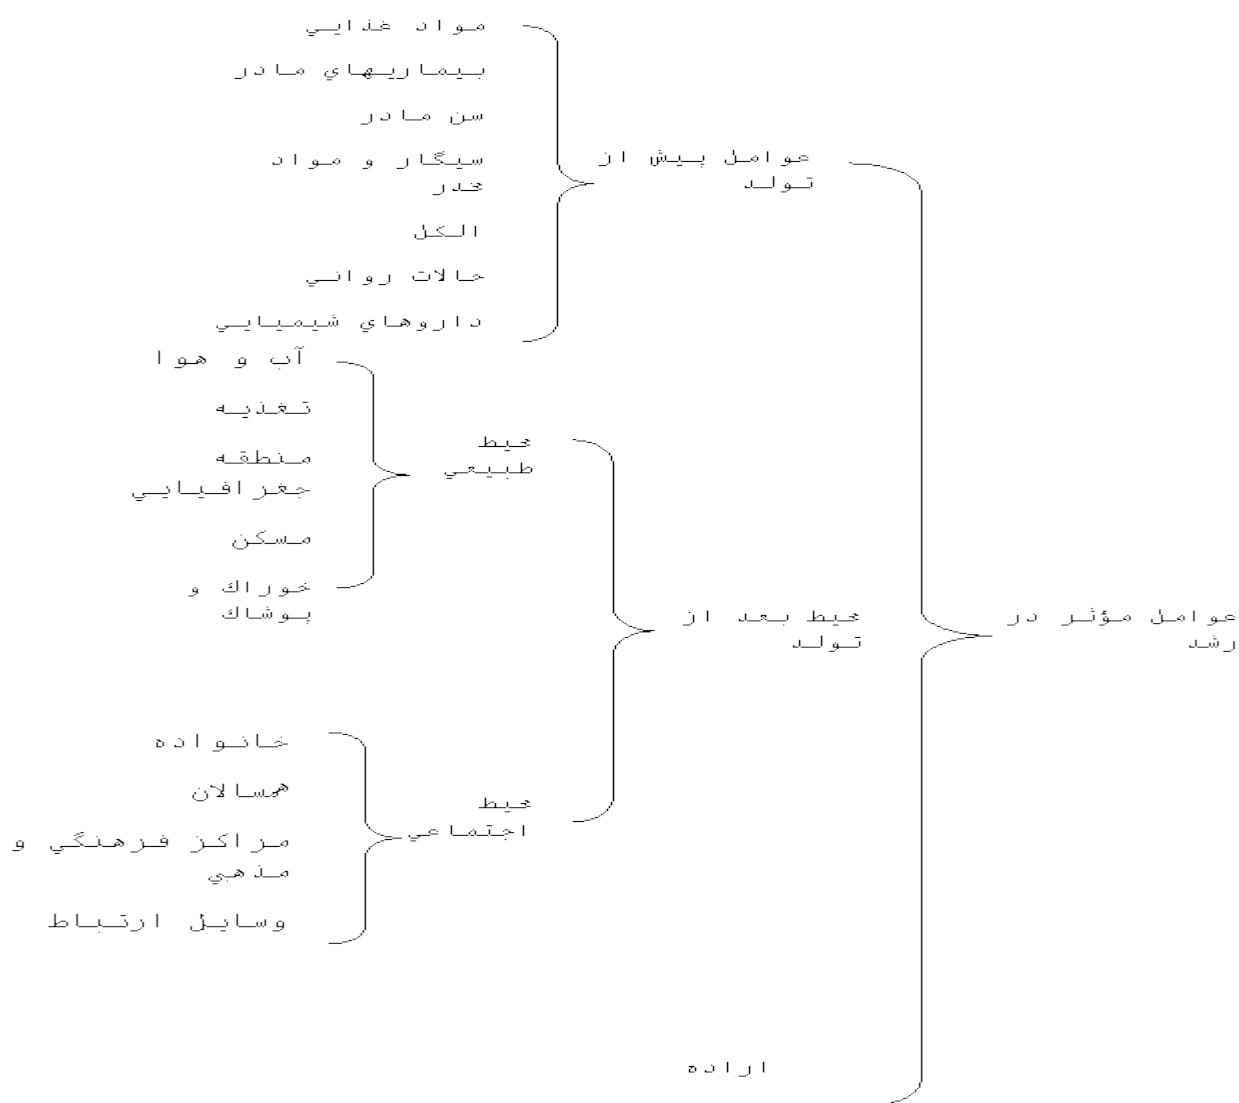 عوامل مؤثر در
رشد
عوامل پيش از
تولد
مواد غذايي
بيماريهاي مادر
سن مادر
سيگار و مواد
مخدر
الكل
حالات رواني
داروهاي شيميايي
محيط بعد از
تولد
محيط
طبيعي
آب و هوا
تغذيه
منطقه
جغرافيايي
مسكن
خوراك و
پوشاك
محيط
اجتماعي
خانواده
همسالان
مراكز فرهنگي و
مذهبي
وسايل ارتباط
اراده